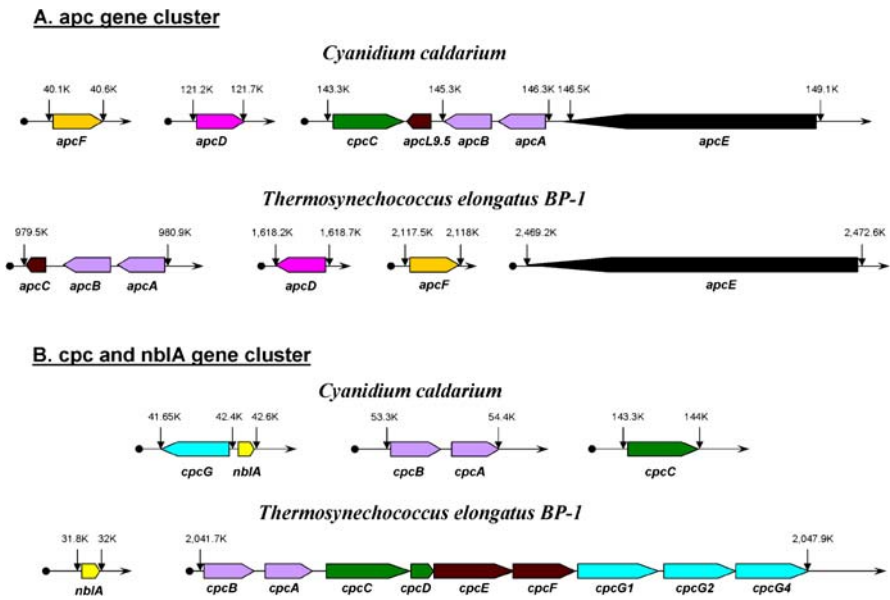 A. apc gene cluster
Cyanidium caldarium
40.1K 40.6K 121.2K 121.7K 143.3K 145.3K 146.3K 146.5K 149.1K
apcF apcD cpcC apcL9.5 apcB apcA apcE
Thermosynechococcus elongatus BP-1
979.5K 980.9K 1,618.2K 1,618.7K 2,117.5K 2,118K 2,469.2K 2,472.6K
apcC apcB apcA apcD apcF apcE
B. cpc and nblA gene cluster
Cyanidium caldarium
41.65K 42.4K 42.6K 53.3K 54.4K 143.3K 144K
cpcG nblA cpcB cpcA cpcC
Thermosynechococcus elongatus BP-1
31.8K 32K 2,041.7K 2,047.9K
nblA cpcB cpcA cpcC cpcD cpcE cpcF cpcG1 cpcG2 cpcG4